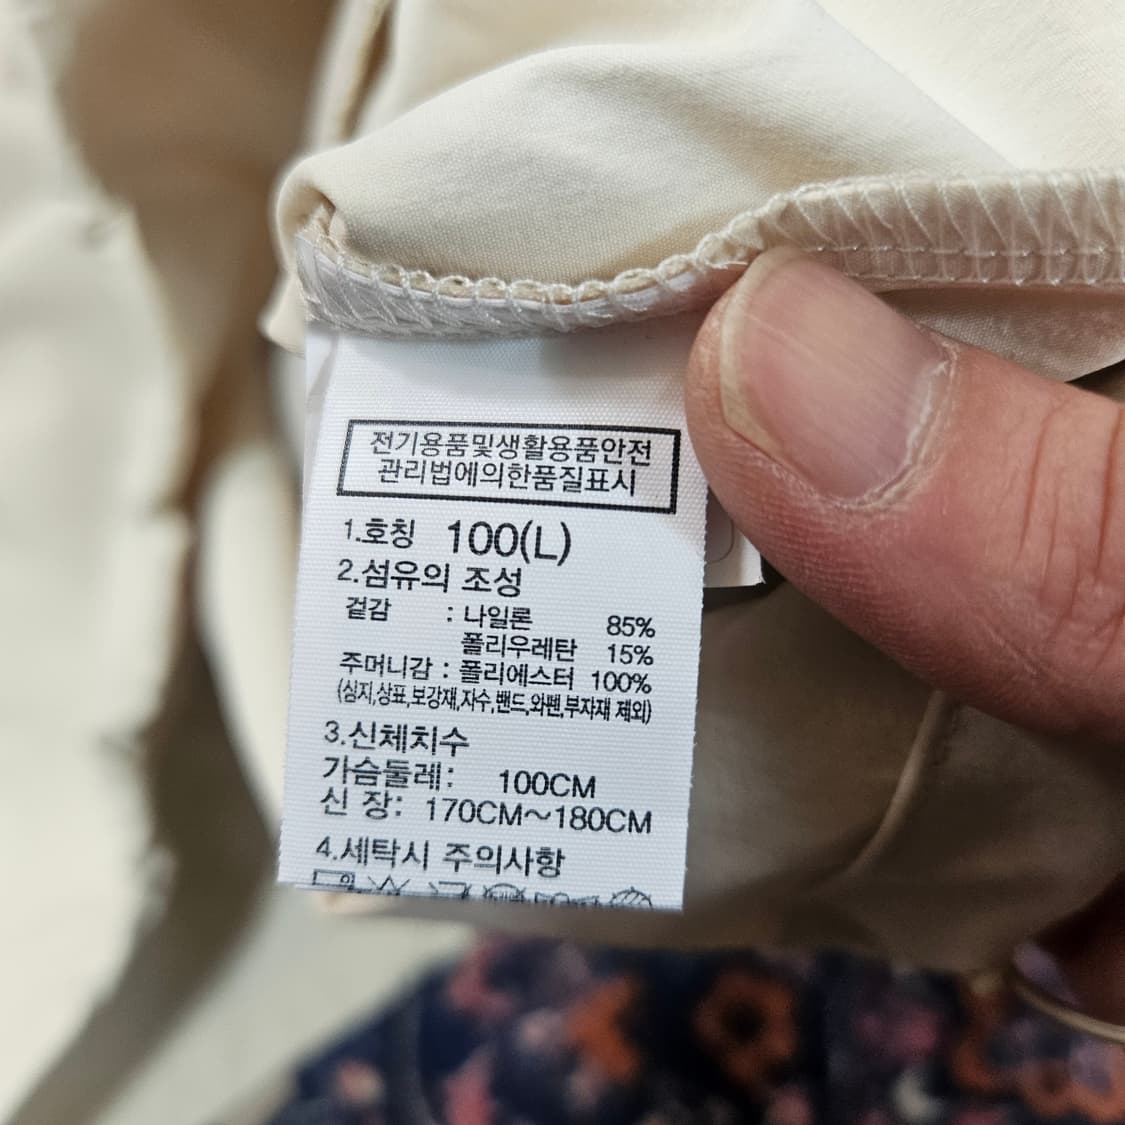 전기용품및생활용품안전
관리법에의한품질표시
1.호칭 100(L)
2.섬유의 조성
겉감 : 나일론 85%
폴리우레탄 15%
주머니감 : 폴리에스터 100%
(심지,상표,보강재,자수,밴드,와펜,부자재 제외)
3.신체치수
가슴둘레: 100CM
신 장: 170CM~180CM
4.세탁시 주의사항